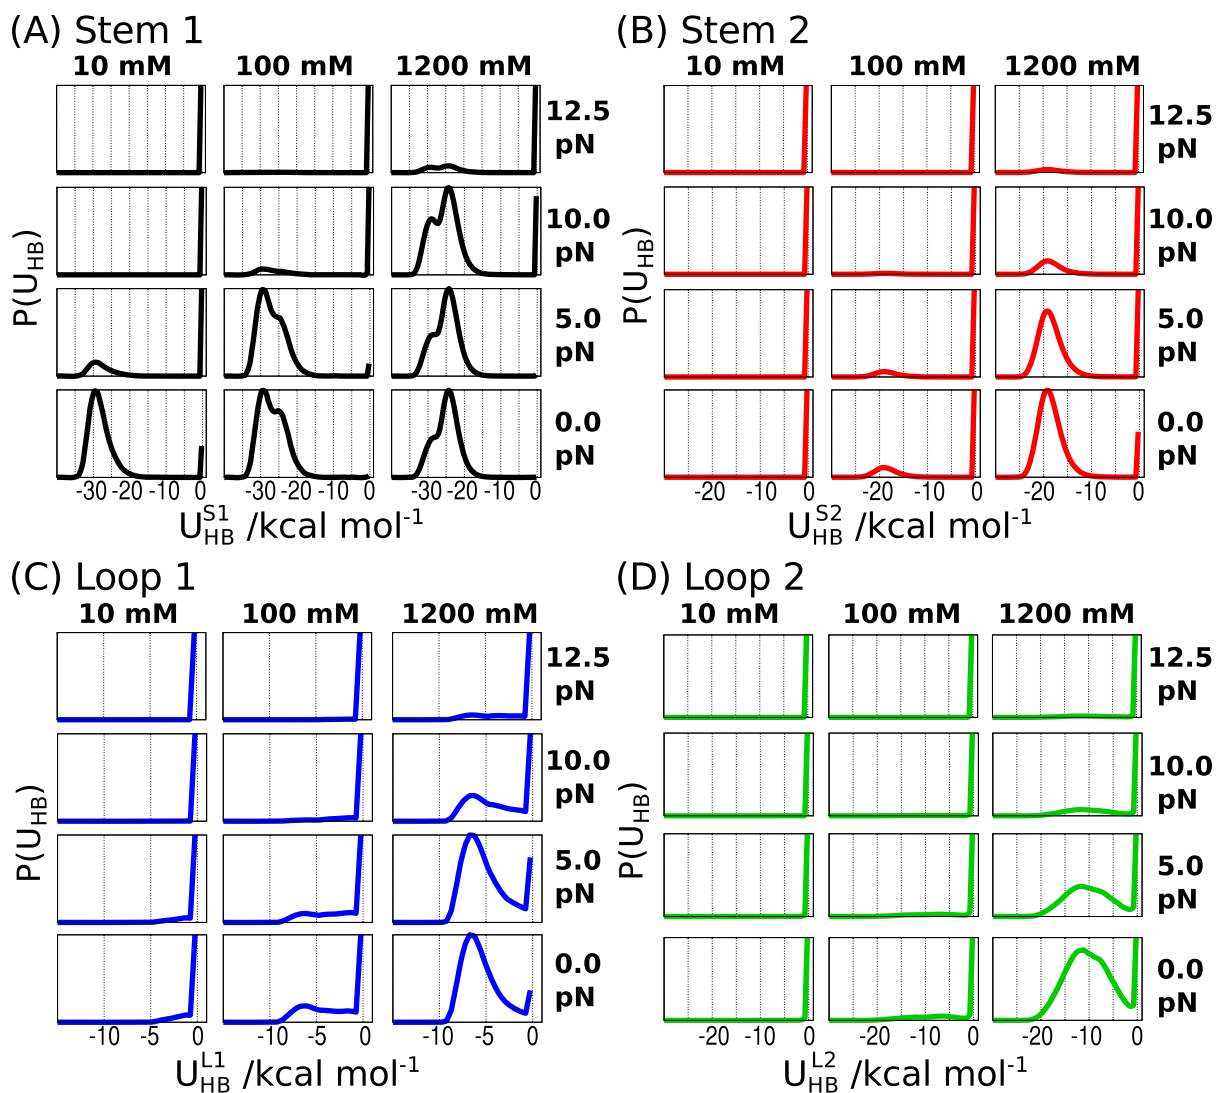 (A) Stem 1
10 mM 100 mM 1200 mM
12.5
pN
10.0
pN
5.0
pN
0.0
pN
P(U_HB)
-30 -20 -10 0 -30 -20 -10 0 -30 -20 -10 0
U_HB^S1 /kcal mol^-1
(B) Stem 2
10 mM 100 mM 1200 mM
12.5
pN
10.0
pN
5.0
pN
0.0
pN
P(U_HB)
-20 -10 0 -20 -10 0 -20 -10 0
U_HB^S2 /kcal mol^-1
(C) Loop 1
10 mM 100 mM 1200 mM
12.5
pN
10.0
pN
5.0
pN
0.0
pN
P(U_HB)
-10 -5 0 -10 -5 0 -10 -5 0
U_HB^L1 /kcal mol^-1
(D) Loop 2
10 mM 100 mM 1200 mM
12.5
pN
10.0
pN
5.0
pN
0.0
pN
P(U_HB)
-20 -10 0 -20 -10 0 -20 -10 0
U_HB^L2 /kcal mol^-1